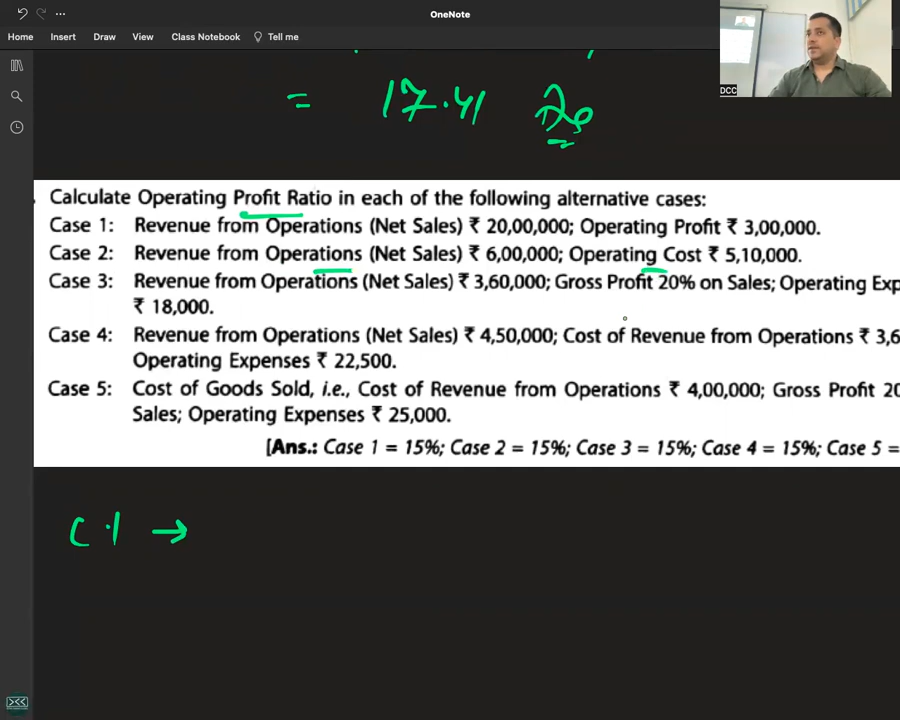 OneNote
Home Insert Draw View Class Notebook Tell me
DCC
= 17.41
Calculate Operating Profit Ratio in each of the following alternative cases:
Case 1: Revenue from Operations (Net Sales) ₹ 20,00,000; Operating Profit ₹ 3,00,000.
Case 2: Revenue from Operations (Net Sales) ₹ 6,00,000; Operating Cost ₹ 5,10,000.
Case 3: Revenue from Operations (Net Sales) ₹ 3,60,000; Gross Profit 20% on Sales; Operating Exp
₹ 18,000.
Case 4: Revenue from Operations (Net Sales) ₹ 4,50,000; Cost of Revenue from Operations ₹ 3,6
Operating Expenses ₹ 22,500.
Case 5: Cost of Goods Sold, i.e., Cost of Revenue from Operations ₹ 4,00,000; Gross Profit 20
Sales; Operating Expenses ₹ 25,000.
[Ans.: Case 1 = 15%; Case 2 = 15%; Case 3 = 15%; Case 4 = 15%; Case 5 =
C·1 →